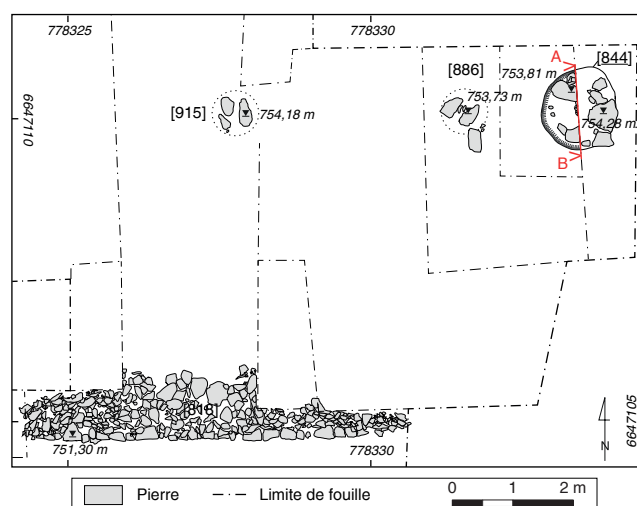 778325
778330
6647110
[915]
754,18 m
[886]
753,73 m
A
753,81 m
[844]
754,28 m
B
[818]
751,30 m
778330
N
6647105
Pierre
Limite de fouille
0 1 2 m